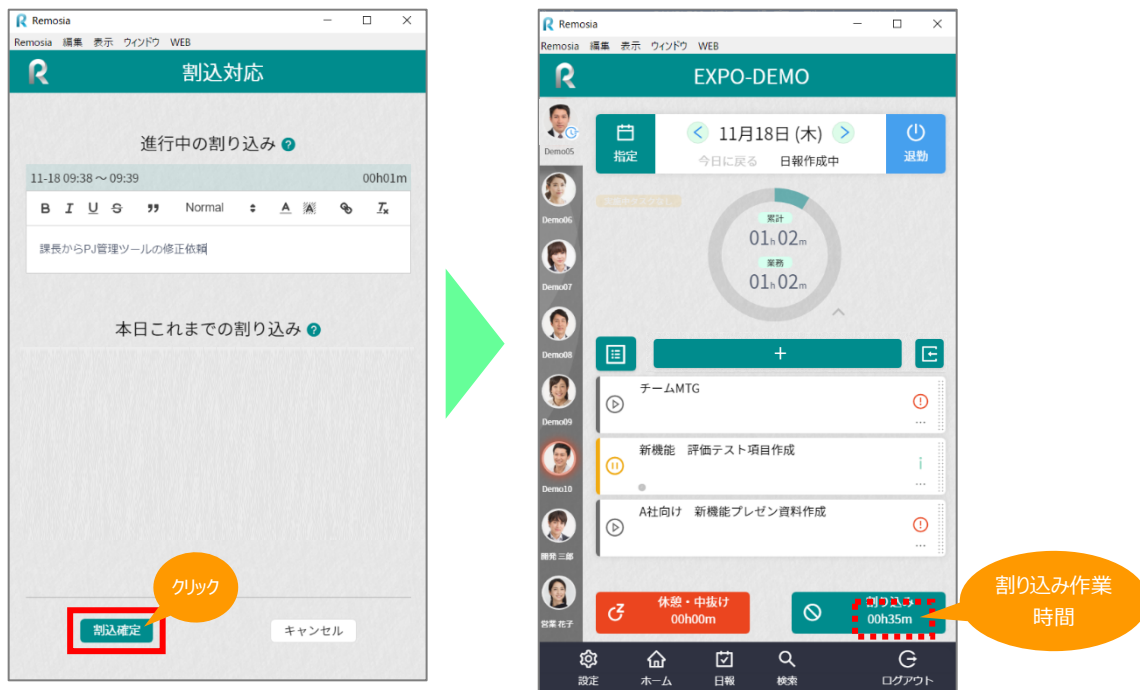 Remosia
Remosia 編集 表示 ウィンドウ WEB
割込対応
進行中の割り込み ?
11-18 09:38 ～ 09:39 00h01m
B I U S " Normal A A Tx
課長からPJ管理ツールの修正依頼
本日これまでの割り込み ?
クリック
割込確定 キャンセル
Remosia
Remosia 編集 表示 ウィンドウ WEB
EXPO-DEMO
Demo05
Demo06
Demo07
Demo08
Demo09
Demo10
開発 三郎
営業 花子
指定
< 11月18日 (木) >
今日に戻る 日報作成中
退勤
累計
01h 02m
業務
01h 02m
+
チームMTG
...
新機能 評価テスト項目作成
...
A社向け 新機能プレゼン資料作成
...
休憩・中抜け
00h00m
割り込み
00h35m
割り込み作業
時間
設定 ホーム 日報 検索 ログアウト